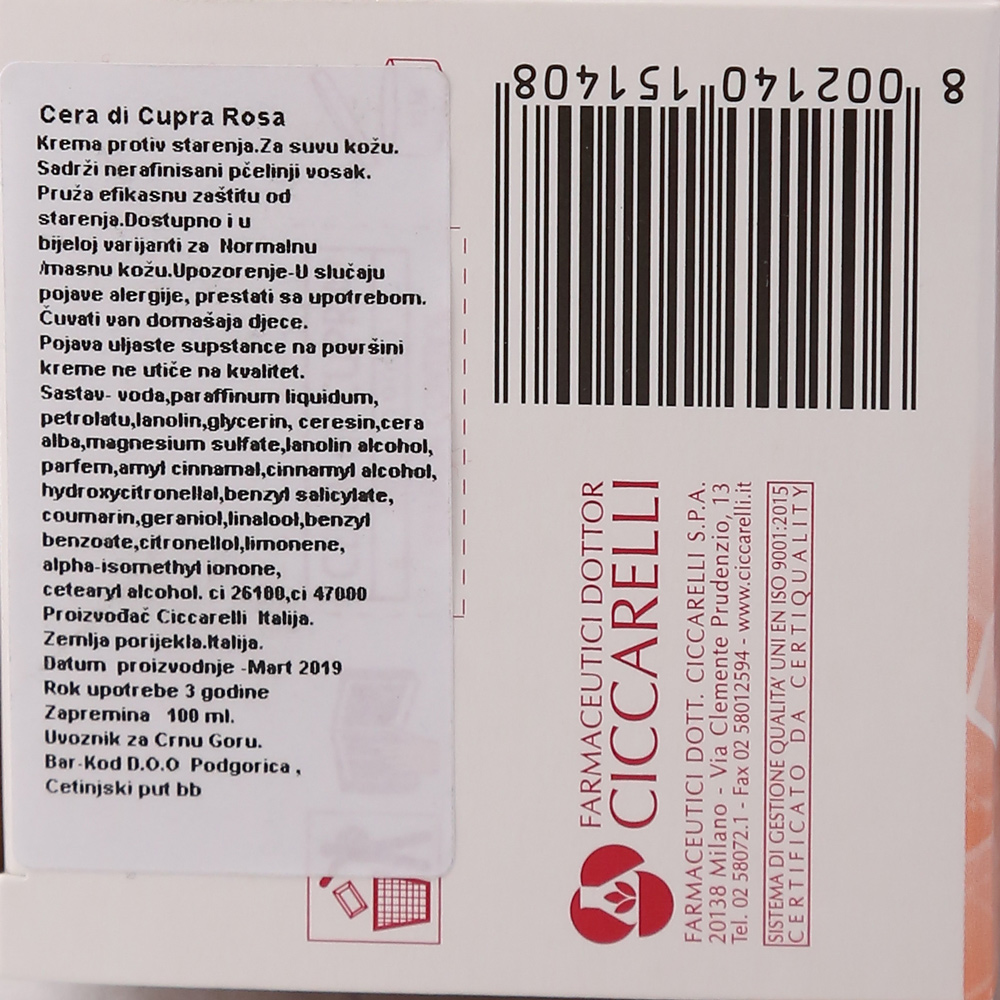 Cera di Cupra Rosa
Krema protiv starenja.Za suvu kožu.
Sadrži nerafinisani pčelinji vosak.
Pruža efikasnu zaštitu od
starenja.Dostupno i u
bijeloj varijanti za Normalnu
/masnu kožu.Upozorenje-U slučaju
pojave alergije, prestati sa upotrebom.
Čuvati van domašaja djece.
Pojava uljaste supstance na površini
kreme ne utiče na kvalitet.
Sastav- voda,paraffinum liquidum,
petrolatu,lanolin,glycerin, ceresin,cera
alba,magnesium sulfate,lanolin alcohol,
parfem,amyl cinnamal,cinnamyl alcohol,
hydroxycitronellal,benzyl salicylate,
coumarin,geraniol,linalool,benzyl
benzoate,citronellol,limonene,
alpha-isomethyl ionone,
cetearyl alcohol. ci 26100,ci 47000
Proizvođač Ciccarelli Italija.
Zemlja porijekla.Italija.
Datum proizvodnje -Mart 2019
Rok upotrebe 3 godine
Zapremina 100 ml.
Uvoznik za Crnu Goru.
Bar-Kod D.O.O Podgorica ,
Cetinjski put bb
8 002140 151408
FARMACEUTICI DOTTOR
CICCARELLI
FARMACEUTICI DOTT. CICCARELLI S.P.A.
20138 Milano - Via Clemente Prudenzio, 13
Tel. 02 58072.1 - Fax 02 58012594 - www.ciccarelli.it
SISTEMA DI GESTIONE QUALITA' UNI EN ISO 9001:2015
CERTIFICATO DA CERTIQUALITY